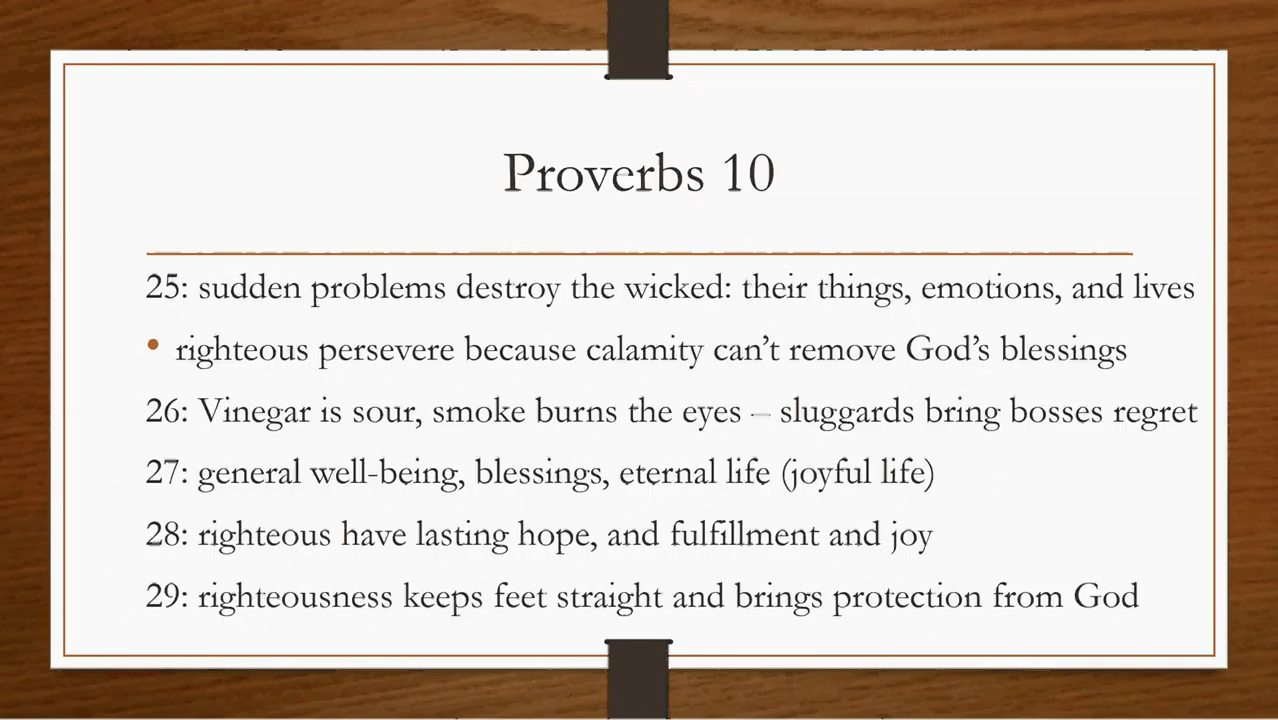 Proverbs 10
25: sudden problems destroy the wicked: their things, emotions, and lives
• righteous persevere because calamity can’t remove God’s blessings
26: Vinegar is sour, smoke burns the eyes – sluggards bring bosses regret
27: general well-being, blessings, eternal life (joyful life)
28: righteous have lasting hope, and fulfillment and joy
29: righteousness keeps feet straight and brings protection from God